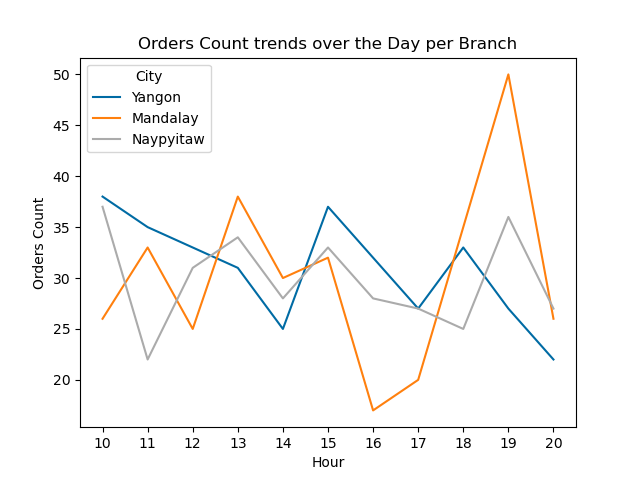 Orders Count trends over the Day per Branch
City
Yangon
Mandalay
Naypyitaw
Orders Count
50
45
40
35
30
25
20
10 11 12 13 14 15 16 17 18 19 20
Hour